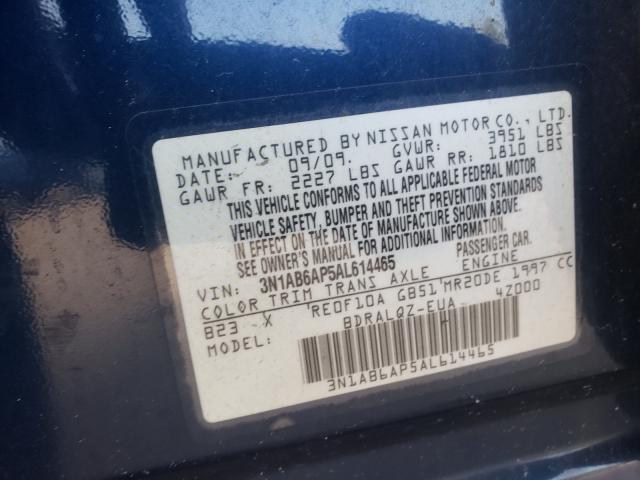 MANUFACTURED BY NISSAN MOTOR CO., LTD.
DATE: 09/09. GVWR: 3951 LBS
GAWR FR: 2227 LBS GAWR RR: 1810 LBS
THIS VEHICLE CONFORMS TO ALL APPLICABLE FEDERAL MOTOR
VEHICLE SAFETY, BUMPER AND THEFT PREVENTION STANDARDS
IN EFFECT ON THE DATE OF MANUFACTURE SHOWN ABOVE.
SEE OWNER'S MANUAL FOR ADDITIONAL INFORMATION.
VIN: 3N1AB6AP5AL614465 PASSENGER CAR.
COLOR TRIM TRANS AXLE ENGINE
B23 X RE0F10A GB51 MR20DE 1997 CC
MODEL: BDRALQZ-EUA 42000
3N1AB6AP5AL614465